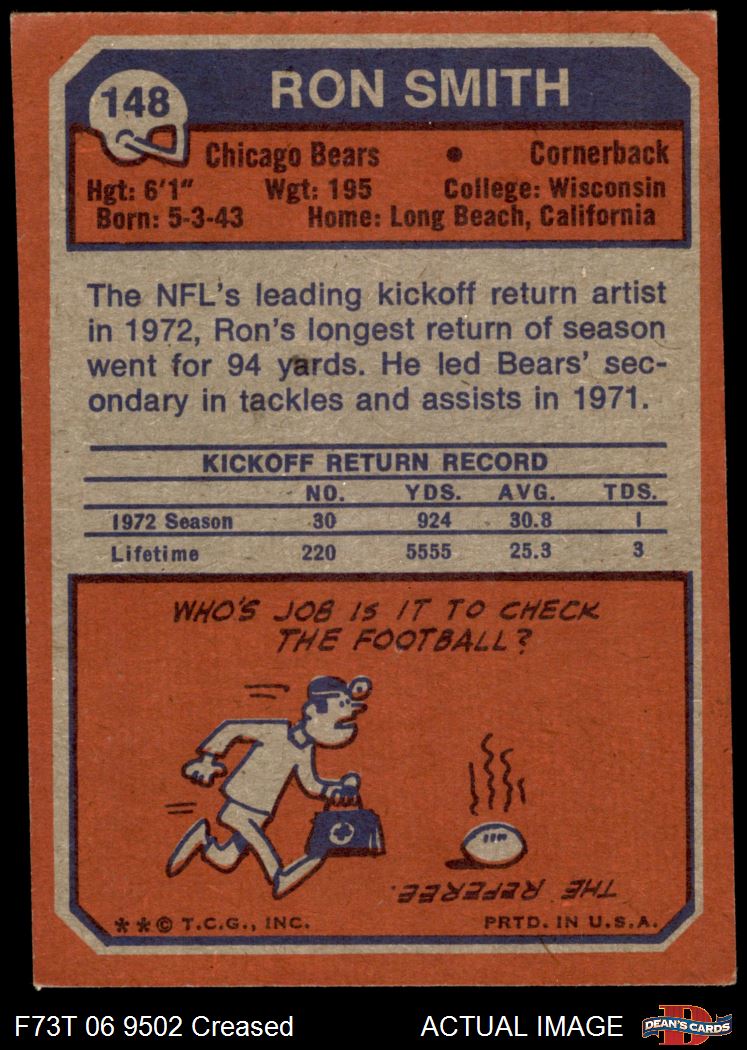 148
RON SMITH
Chicago Bears • Cornerback
Hgt: 6'1" Wgt: 195 College: Wisconsin
Born: 5-3-43 Home: Long Beach, California
The NFL's leading kickoff return artist
in 1972, Ron's longest return of season
went for 94 yards. He led Bears' sec-
ondary in tackles and assists in 1971.
KICKOFF RETURN RECORD
NO. YDS. AVG. TDS.
1972 Season 30 924 30.8 1
Lifetime 220 5555 25.3 3
WHO'S JOB IS IT TO CHECK
THE FOOTBALL?
THE REFEREE.
* * © T.C.G., INC. PRTD. IN U.S.A.
F73T 06 9502 Creased ACTUAL IMAGE
DEAN'S CARDS